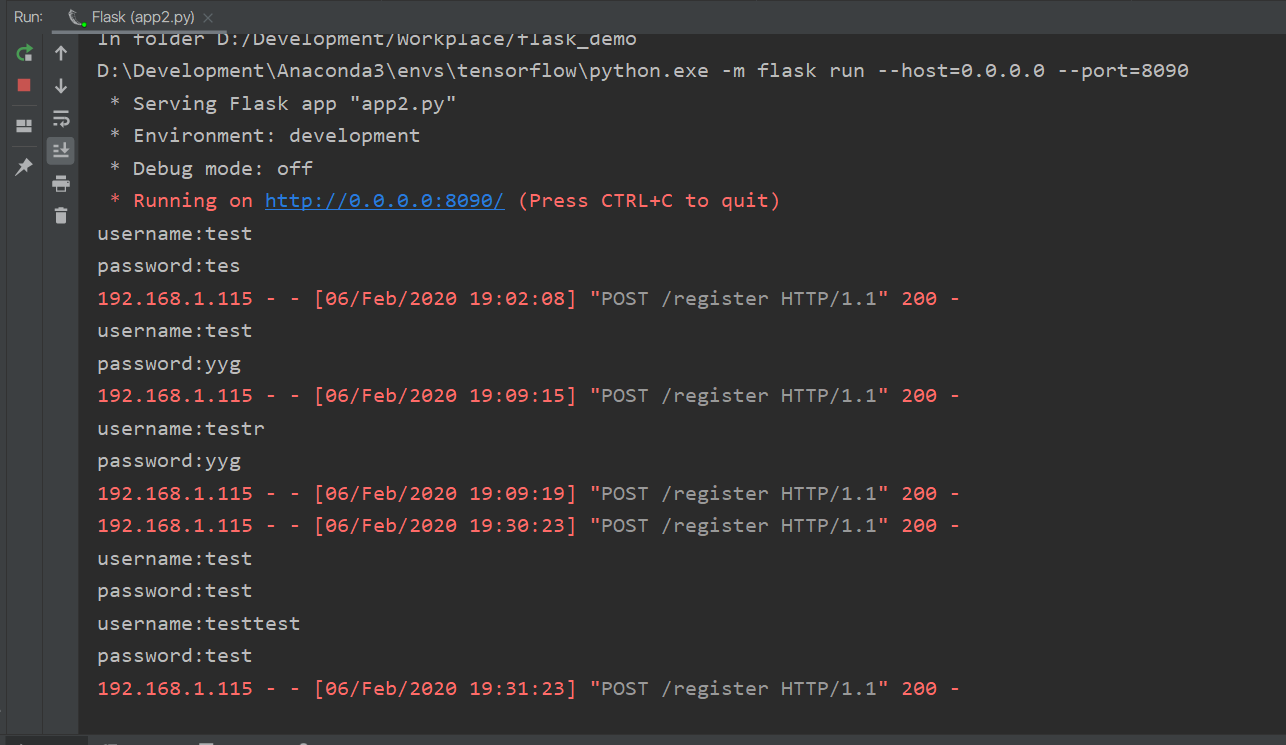 Run: Flask (app2.py)
In folder D:/Development/Workplace/flask_demo
D:\Development\Anaconda3\envs\tensorflow\python.exe -m flask run --host=0.0.0.0 --port=8090
* Serving Flask app "app2.py"
* Environment: development
* Debug mode: off
* Running on http://0.0.0.0:8090/ (Press CTRL+C to quit)
username:test
password:tes
192.168.1.115 - - [06/Feb/2020 19:02:08] "POST /register HTTP/1.1" 200 -
username:test
password:yyg
192.168.1.115 - - [06/Feb/2020 19:09:15] "POST /register HTTP/1.1" 200 -
username:testr
password:yyg
192.168.1.115 - - [06/Feb/2020 19:09:19] "POST /register HTTP/1.1" 200 -
192.168.1.115 - - [06/Feb/2020 19:30:23] "POST /register HTTP/1.1" 200 -
username:test
password:test
username:testtest
password:test
192.168.1.115 - - [06/Feb/2020 19:31:23] "POST /register HTTP/1.1" 200 -